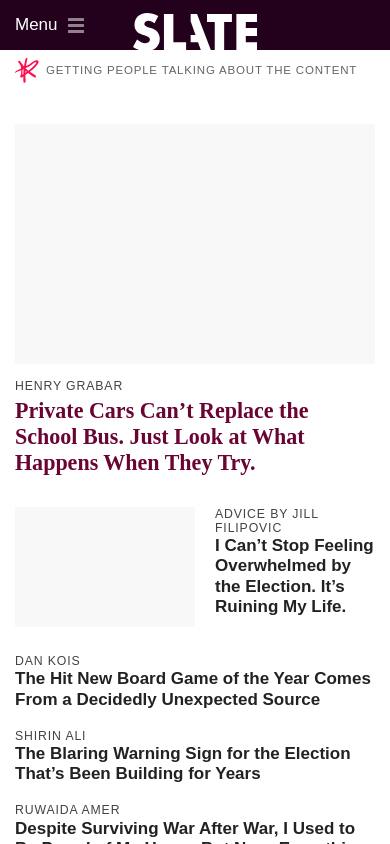 Menu
SLATE
GETTING PEOPLE TALKING ABOUT THE CONTENT
HENRY GRABAR
Private Cars Can’t Replace the
School Bus. Just Look at What
Happens When They Try.
ADVICE BY JILL
FILIPOVIC
I Can’t Stop Feeling
Overwhelmed by
the Election. It’s
Ruining My Life.
DAN KOIS
The Hit New Board Game of the Year Comes
From a Decidedly Unexpected Source
SHIRIN ALI
The Blaring Warning Sign for the Election
That’s Been Building for Years
RUWAIDA AMER
Despite Surviving War After War, I Used to